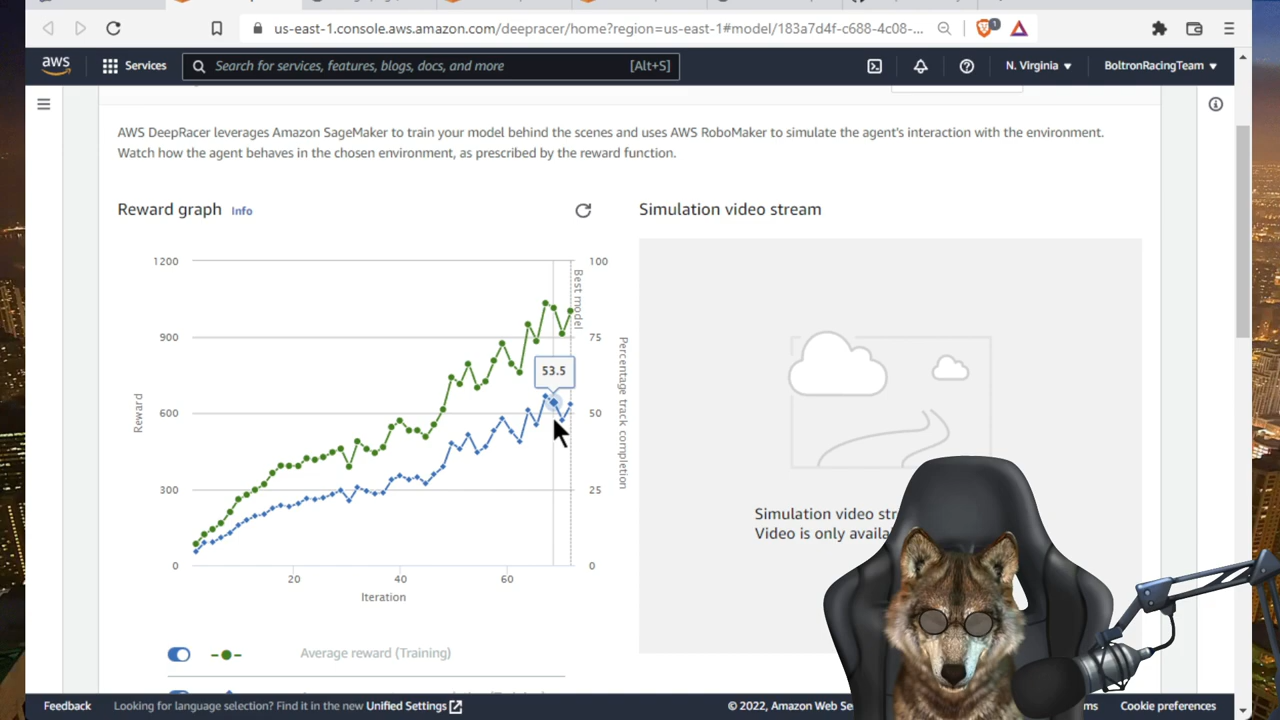 us-east-1.console.aws.amazon.com/deepracer/home?region=us-east-1#model/183a7d4f-c688-4c08-...
1
aws
Services
Search for services, features, blogs, docs, and more
[Alt+S]
N. Virginia
BoltronRacingTeam
AWS DeepRacer leverages Amazon SageMaker to train your model behind the scenes and uses AWS RoboMaker to simulate the agent's interaction with the environment.
Watch how the agent behaves in the chosen environment, as prescribed by the reward function.
Reward graph Info
Simulation video stream
1200
900
600
300
0
Reward
100
75
50
25
0
Best model
Percentage track completion
53.5
20
40
60
Iteration
Simulation video
Video is only
Average reward (Training)
Feedback
Looking for language selection? Find it in the new Unified Settings
© 2022, Amazon Web
Cookie preferences